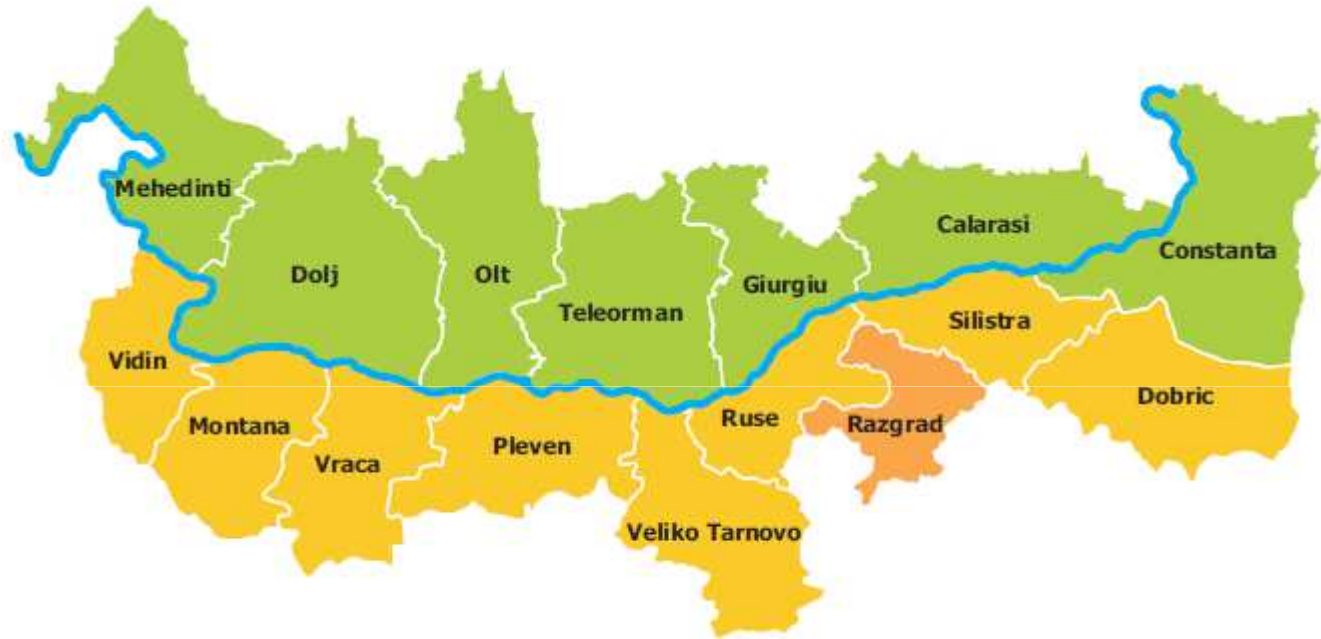 Mehedinti
Calarasi
Constanta
Dolj
Olt
Giurgiu
Teleorman
Silistra
Vidin
Dobric
Montana
Ruse
Razgrad
Vraca
Pleven
Veliko Tarnovo